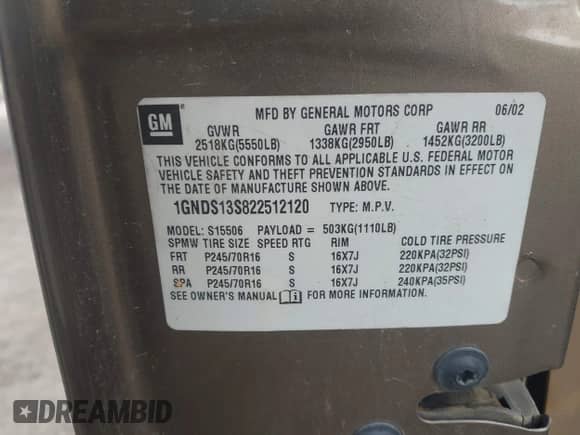 GM
®
MFD BY GENERAL MOTORS CORP 06/02
GVWR GAWR FRT GAWR RR
2518KG(5550LB) 1338KG(2950LB) 1452KG(3200LB)
THIS VEHICLE CONFORMS TO ALL APPLICABLE U.S. FEDERAL MOTOR
VEHICLE SAFETY AND THEFT PREVENTION STANDARDS IN EFFECT ON
THE DATE OF MANUFACTURE SHOWN ABOVE.
1GNDS13S822512120 TYPE: M.P.V.
MODEL: S15506 PAYLOAD = 503KG(1110LB)
SPMW TIRE SIZE SPEED RTG RIM COLD TIRE PRESSURE
FRT P245/70R16 S 16X7J 220KPA(32PSI)
RR P245/70R16 S 16X7J 220KPA(32PSI)
SPA P245/70R16 S 16X7J 240KPA(35PSI)
SEE OWNER'S MANUAL FOR MORE INFORMATION.
DREAMBID